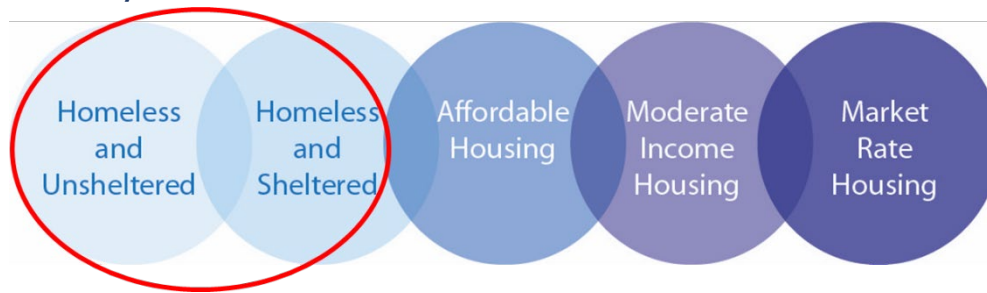 Homeless
and
Unsheltered
Homeless
and
Sheltered
Affordable
Housing
Moderate
Income
Housing
Market
Rate
Housing